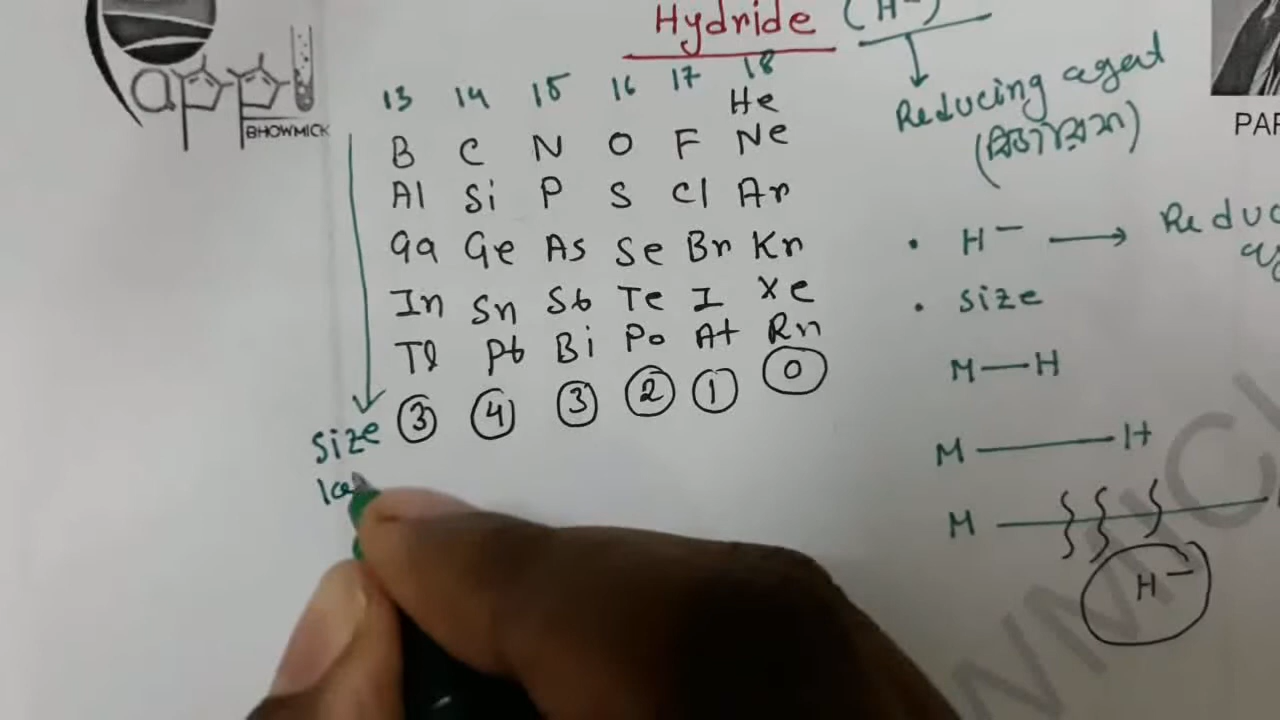 Hydride (H⁻)
13 14 15 16 17 18
He
B C N O F Ne
Al Si P S Cl Ar
Ga Ge As Se Br Kr
In Sn Sb Te I Xe
Tl Pb Bi Po At Rn
3 4 3 2 1 0
Size
Reducing agent
(বিজারক)
• H⁻ → Reduc
• Size
M—H
M—H
M
H⁻
BHOWMICK
PAR